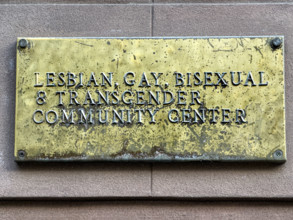 LESBIAN, GAY, BISEXUAL
& TRANSGENDER
COMMUNITY CENTER